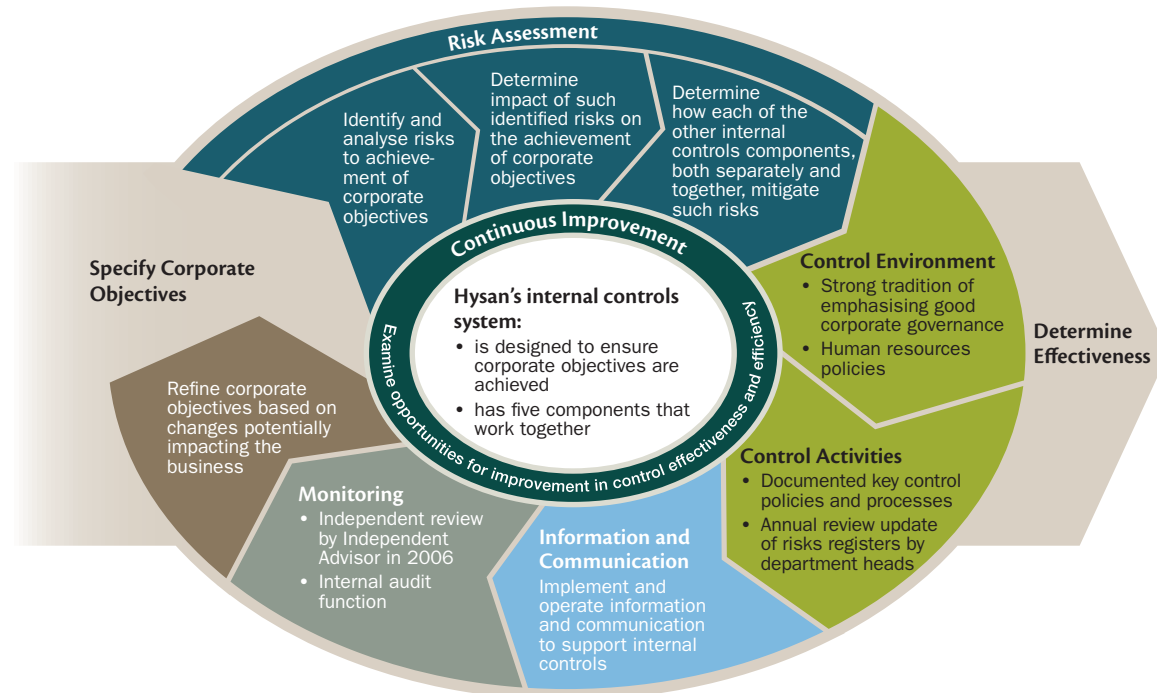 Risk Assessment
Identify and
analyse risks
to achieve-
ment of
corporate
objectives
Determine
impact of such
identified risks on
the achievement
of corporate
objectives
Determine
how each of the
other internal
controls components,
both separately and
together, mitigate
such risks
Specify Corporate
Objectives
Continuous Improvement
Examine opportunities for improvement in control effectiveness and efficiency
Hysan's internal controls
system:
• is designed to ensure
corporate objectives are
achieved
• has five components that
work together
Control Environment
• Strong tradition of
emphasising good
corporate governance
• Human resources
policies
Determine
Effectiveness
Control Activities
• Documented key control
policies and processes
• Annual review update
of risks registers by
department heads
Information and
Communication
Implement and
operate information
and communication
to support internal
controls
Monitoring
• Independent review
by Independent
Advisor in 2006
• Internal audit
function
Refine corporate
objectives based on
changes potentially
impacting the
business